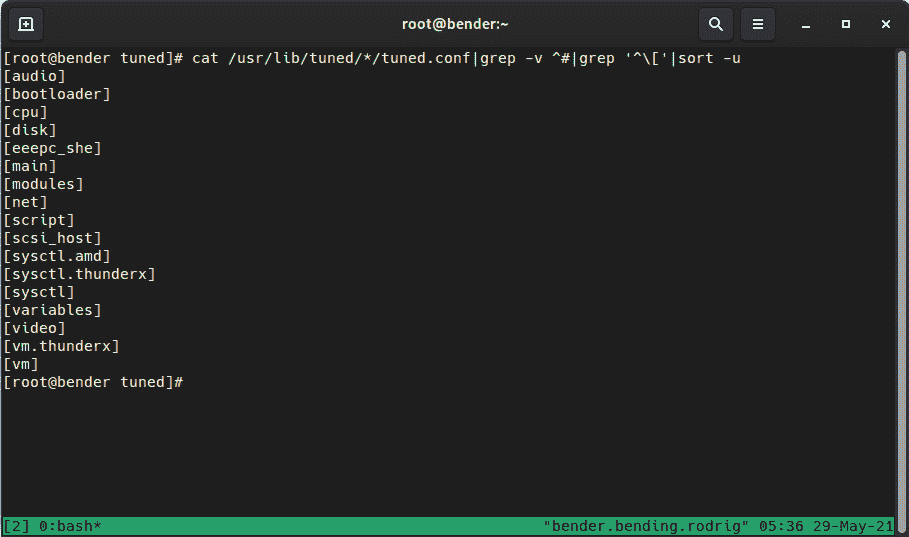 root@bender:~
[root@bender tuned]# cat /usr/lib/tuned/*/tuned.conf|grep -v ^#|grep '^\['|sort -u
[audio]
[bootloader]
[cpu]
[disk]
[eeepc_she]
[main]
[modules]
[net]
[script]
[scsi_host]
[sysctl.amd]
[sysctl.thunderx]
[sysctl]
[variables]
[video]
[vm.thunderx]
[vm]
[root@bender tuned]#
[2] 0:bash* "bender.bending.rodrig" 05:36 29-May-21